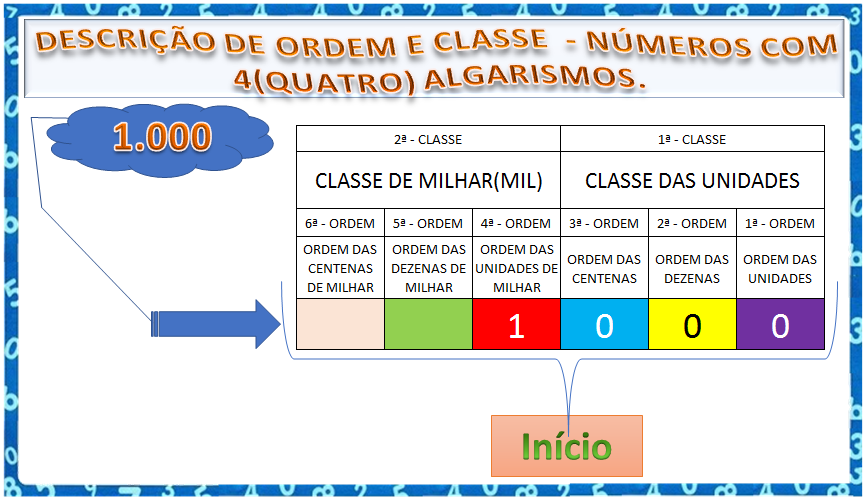 DESCRIÇÃO DE ORDEM E CLASSE - NÚMEROS COM
4(QUATRO) ALGARISMOS.
1.000
2ª - CLASSE 1ª - CLASSE
CLASSE DE MILHAR(MIL) CLASSE DAS UNIDADES
6ª - ORDEM 5ª - ORDEM 4ª - ORDEM 3ª - ORDEM 2ª - ORDEM 1ª - ORDEM
ORDEM DAS CENTENAS DE MILHAR ORDEM DAS DEZENAS DE MILHAR ORDEM DAS UNIDADES DE MILHAR ORDEM DAS CENTENAS ORDEM DAS DEZENAS ORDEM DAS UNIDADES
1 0 0 0
Início